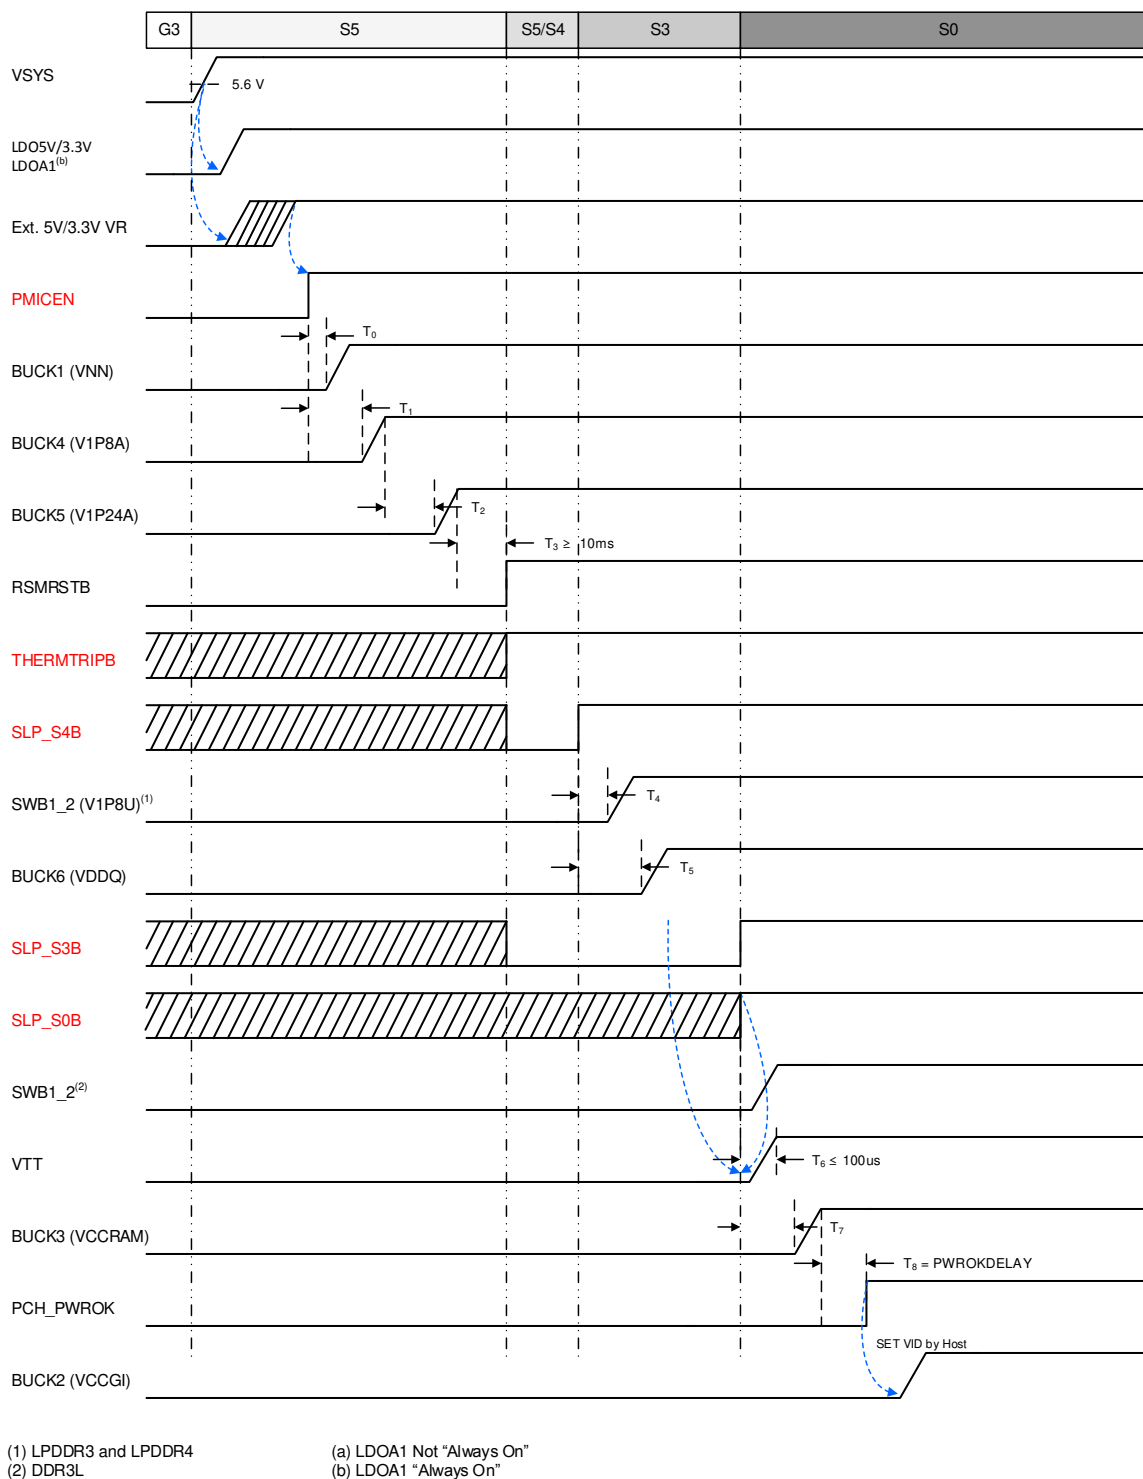 G3 S5 S5/S4 S3 S0
VSYS
5.6 V
LDO5V/3.3V
LDOA1(b)
Ext. 5V/3.3V VR
PMICEN
T0
BUCK1 (VNN)
T1
BUCK4 (V1P8A)
BUCK5 (V1P24A)
T2
T3 ≥ 10ms
RSMRSTB
THERMTRIPB
SLP_S4B
SWB1_2 (V1P8U)(1)
T4
BUCK6 (VDDQ)
T5
SLP_S3B
SLP_S0B
SWB1_2(2)
VTT
T6 ≤ 100us
BUCK3 (VCCRAM)
T7
T8 = PWROKDELAY
PCH_PWROK
SET VID by Host
BUCK2 (VCCGI)
(1) LPDDR3 and LPDDR4 (a) LDOA1 Not “Always On”
(2) DDR3L (b) LDOA1 “Always On”